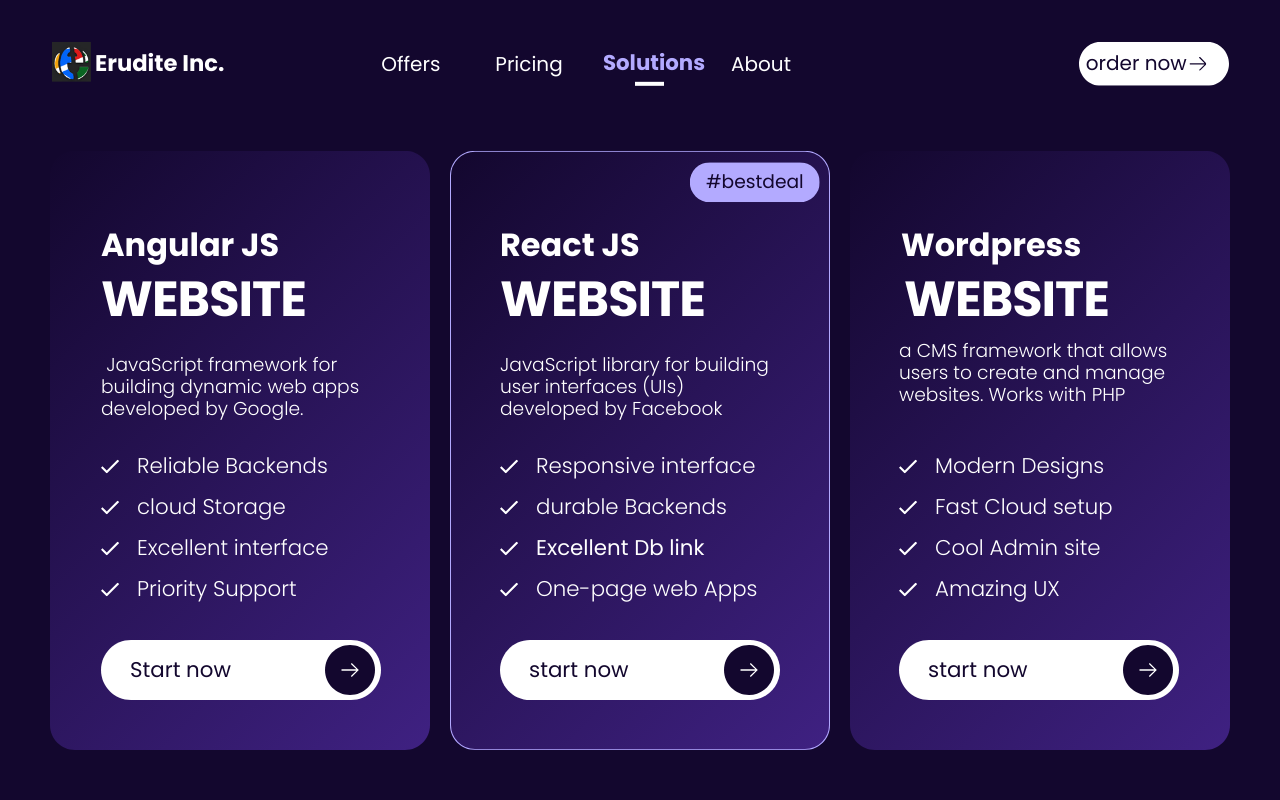 Erudite Inc.
Offers
Pricing
Solutions
About
order now
Angular JS
WEBSITE
JavaScript framework for
building dynamic web apps
developed by Google.
Reliable Backends
cloud Storage
Excellent interface
Priority Support
Start now
#bestdeal
React JS
WEBSITE
JavaScript library for building
user interfaces (UIs)
developed by Facebook
Responsive interface
durable Backends
Excellent Db link
One-page web Apps
start now
Wordpress
WEBSITE
a CMS framework that allows
users to create and manage
websites. Works with PHP
Modern Designs
Fast Cloud setup
Cool Admin site
Amazing UX
start now